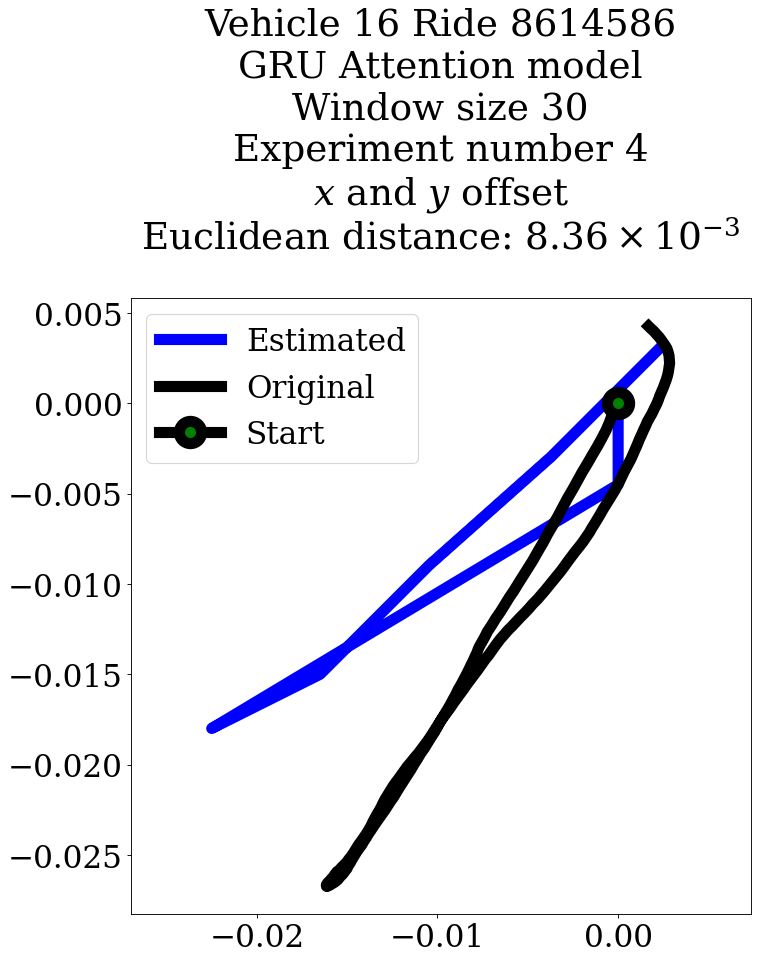 Vehicle 16 Ride 8614586
GRU Attention model
Window size 30
Experiment number 4
x and y offset
Euclidean distance: 8.36 × 10⁻³
Estimated
Original
Start
0.005
0.000
−0.005
−0.010
−0.015
−0.020
−0.025
−0.02 −0.01 0.00